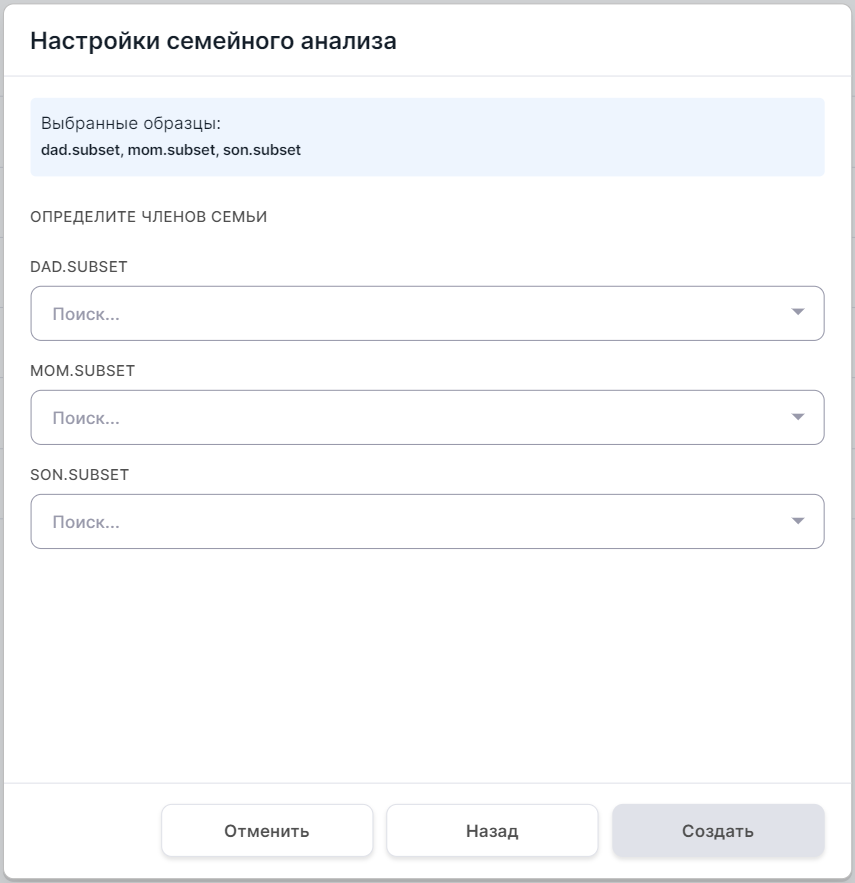 Настройки семейного анализа
Выбранные образцы:
dad.subset, mom.subset, son.subset
ОПРЕДЕЛИТЕ ЧЛЕНОВ СЕМЬИ
DAD.SUBSET
Поиск...
MOM.SUBSET
Поиск...
SON.SUBSET
Поиск...
Отменить Назад Создать